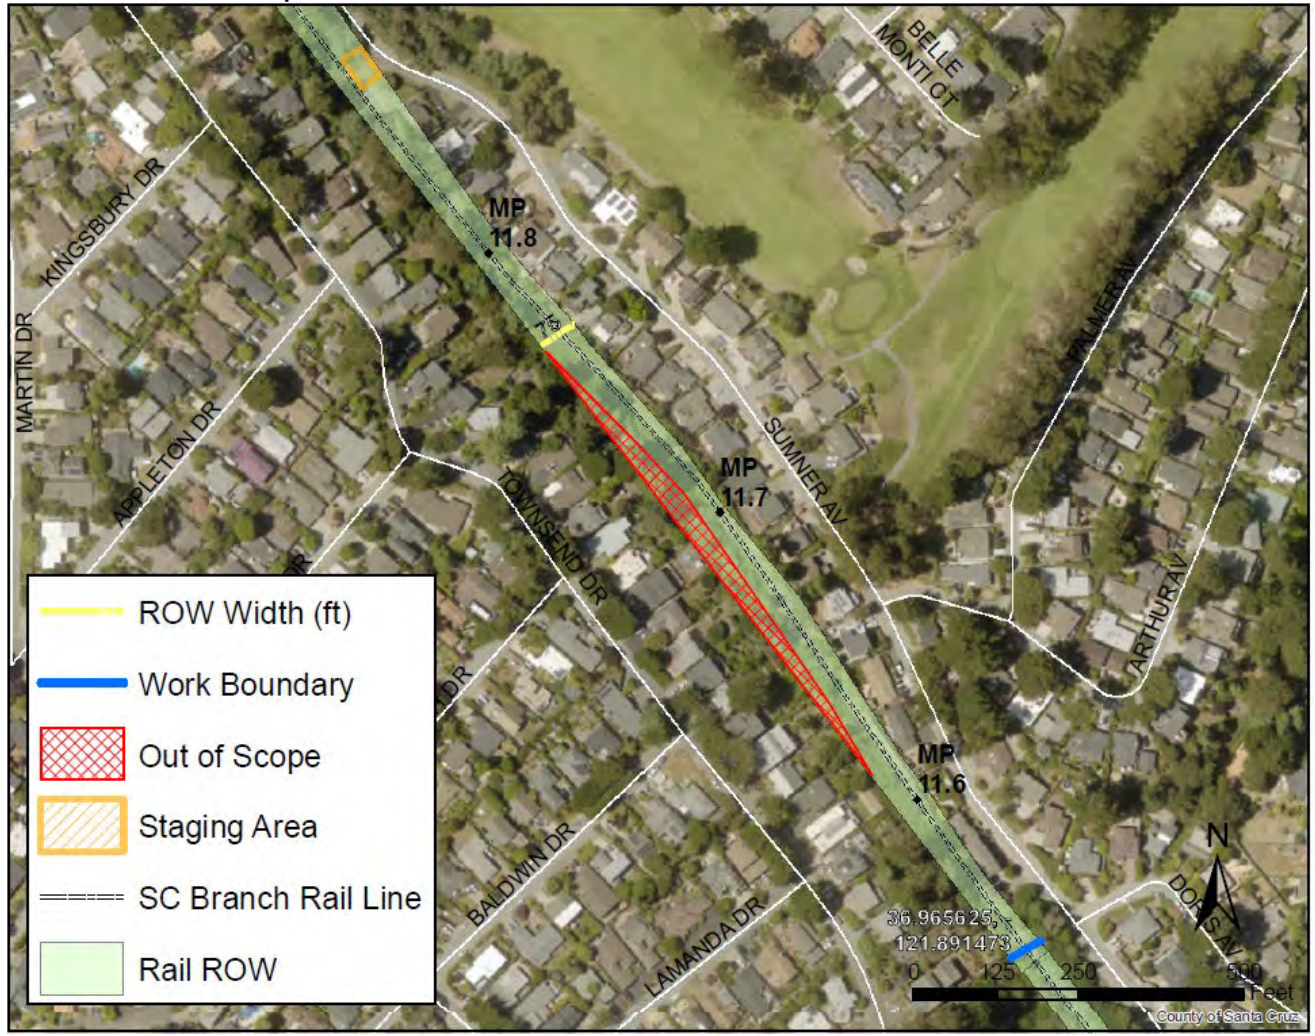 BELLE
MONTI CT
KINGSBURY DR
MP
11.8
PALMER AV
MARTIN DR
APPLETON DR
SUMNER AV
MP
11.7
TOWNSEND DR
DR
ARTHUR AV
DR
MP
11.6
BALDWIN DR
LAMANDA DR
DORIS AV
N
36.965625,
121.891473
0 125 250 500
Feet
County of Santa Cruz
ROW Width (ft)
Work Boundary
Out of Scope
Staging Area
SC Branch Rail Line
Rail ROW